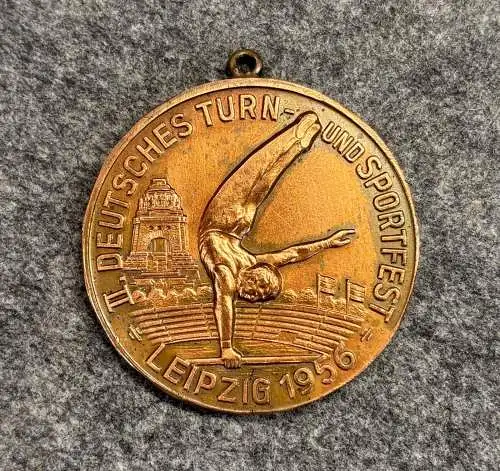 II. DEUTSCHES TURN- UND SPORTFEST
LEIPZIG 1956